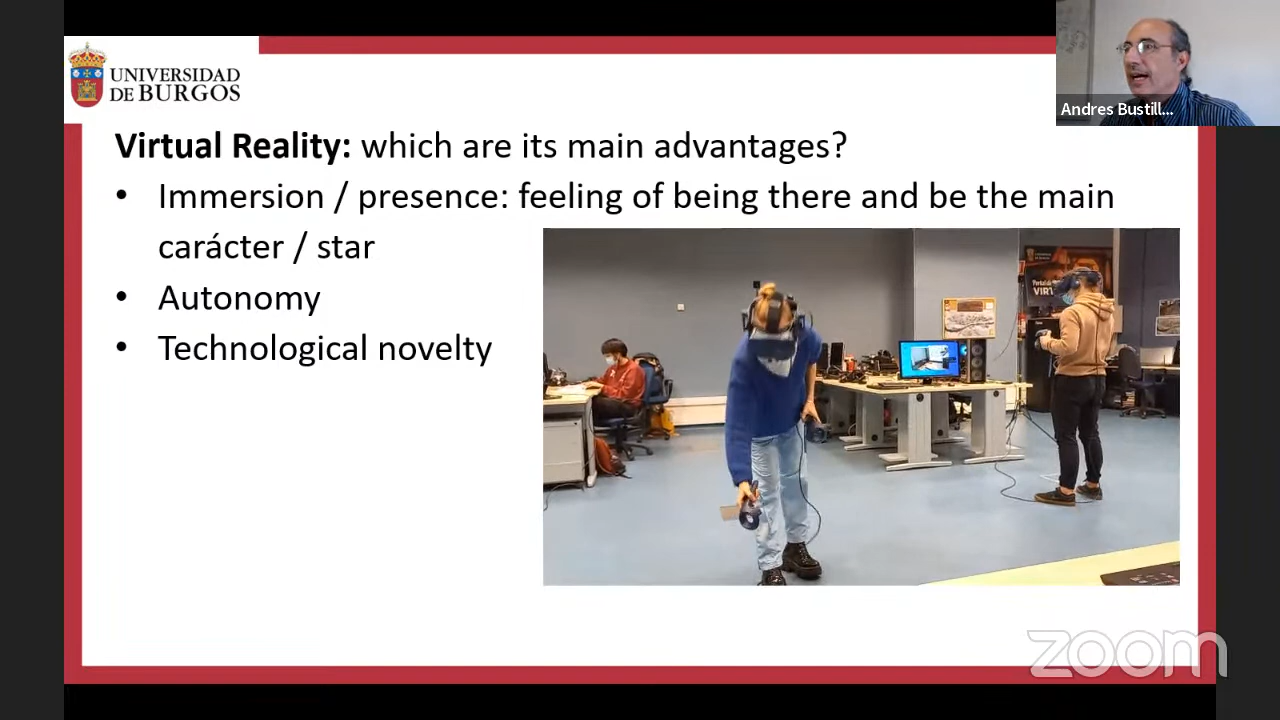 UNIVERSIDAD
DE BURGOS
Andres Bustill...
Virtual Reality: which are its main advantages?
• Immersion / presence: feeling of being there and be the main
carácter / star
• Autonomy
• Technological novelty
zoom